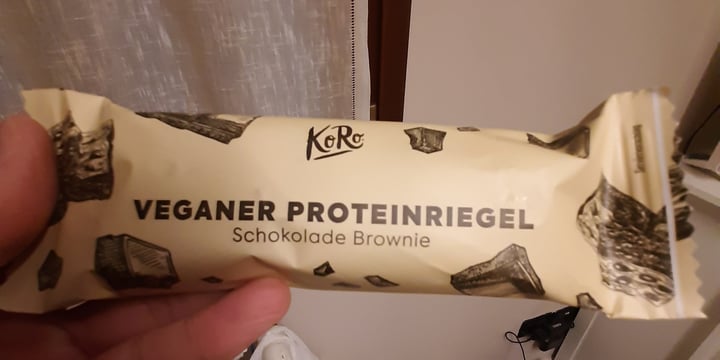 KoRo
VEGANER PROTEINRIEGEL
Schokolade Brownie